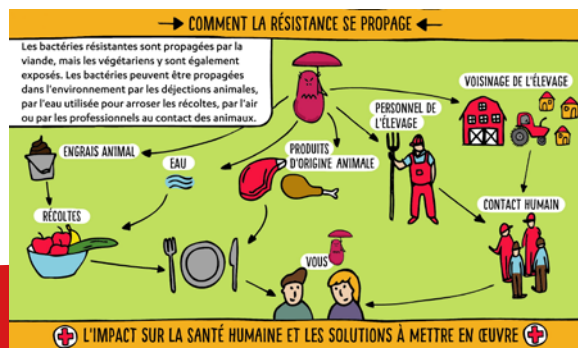 COMMENT LA RÉSISTANCE SE PROPAGE
Les bactéries résistantes sont propagées par la
viande, mais les végétariens y sont également
exposés. Les bactéries peuvent être propagées
dans l'environnement par les déjections animales,
par l'eau utilisée pour arroser les récoltes, par l'air
ou par les professionnels au contact des animaux.
VOISINAGE DE L'ÉLEVAGE
PERSONNEL DE
L'ÉLEVAGE
ENGRAIS ANIMAL
EAU
PRODUITS
D'ORIGINE ANIMALE
RÉCOLTES
CONTACT HUMAIN
VOUS
L'IMPACT SUR LA SANTÉ HUMAINE ET LES SOLUTIONS À METTRE EN ŒUVRE